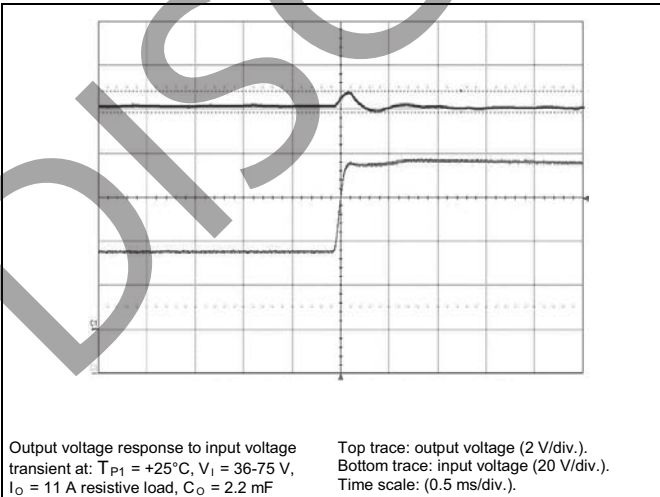 Output voltage response to input voltage
transient at: TP1 = +25°C, VI = 36-75 V,
IO = 11 A resistive load, CO = 2.2 mF
Top trace: output voltage (2 V/div.).
Bottom trace: input voltage (20 V/div.).
Time scale: (0.5 ms/div.).